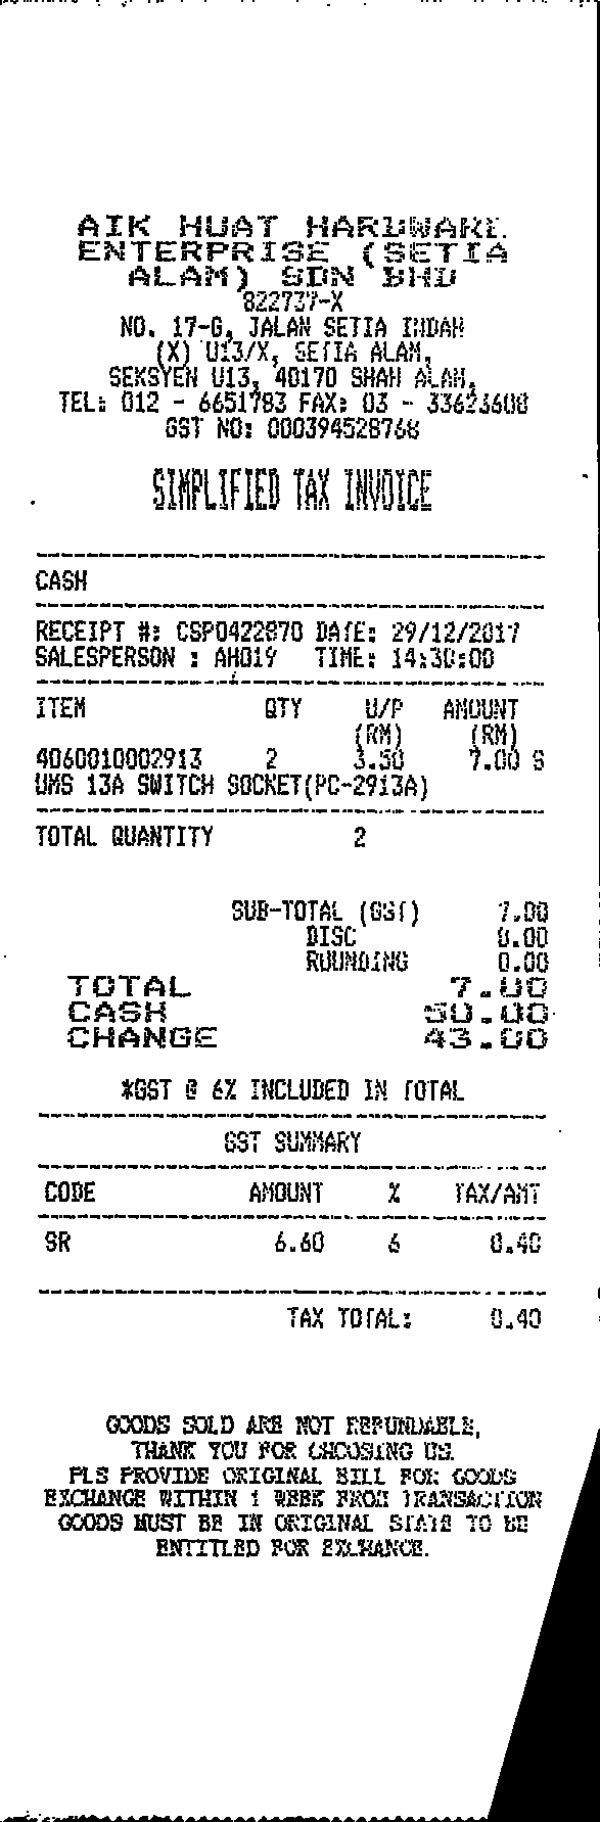 AIK HUAT HARDWARE
ENTERPRISE (SETIA
ALAM) SDN BHD
822737-X
NO. 17-G, JALAN SETIA INDAH
(X) U13/X, SETIA ALAM,
SEKSYEN U13, 40170 SHAH ALAM,
TEL: 012 - 6651783 FAX: 03 - 33623608
GST NO: 000394528768
SIMPLIFIED TAX INVOICE
CASH
RECEIPT #: CSP0422870 DATE: 29/12/2017
SALESPERSON : AH019 TIME: 14:30:00
ITEM QTY U/P AMOUNT
(RM) (RM)
4060010002913 2 3.50 7.00 S
UMS 13A SWITCH SOCKET(PC-2913A)
TOTAL QUANTITY 2
SUB-TOTAL (GST) 7.00
DISC 0.00
ROUNDING 0.00
TOTAL 7.00
CASH 50.00
CHANGE 43.00
*GST @ 6% INCLUDED IN TOTAL
GST SUMMARY
CODE AMOUNT % TAX/AMT
SR 6.60 6 0.40
TAX TOTAL: 0.40
GOODS SOLD ARE NOT REFUNDABLE,
THANK YOU FOR CHOOSING US.
PLS PROVIDE ORIGINAL BILL FOR GOODS
EXCHANGE WITHIN 1 WEEK FROM TRANSACTION
GOODS MUST BE IN ORIGINAL STATE TO BE
ENTITLED FOR EXCHANGE.